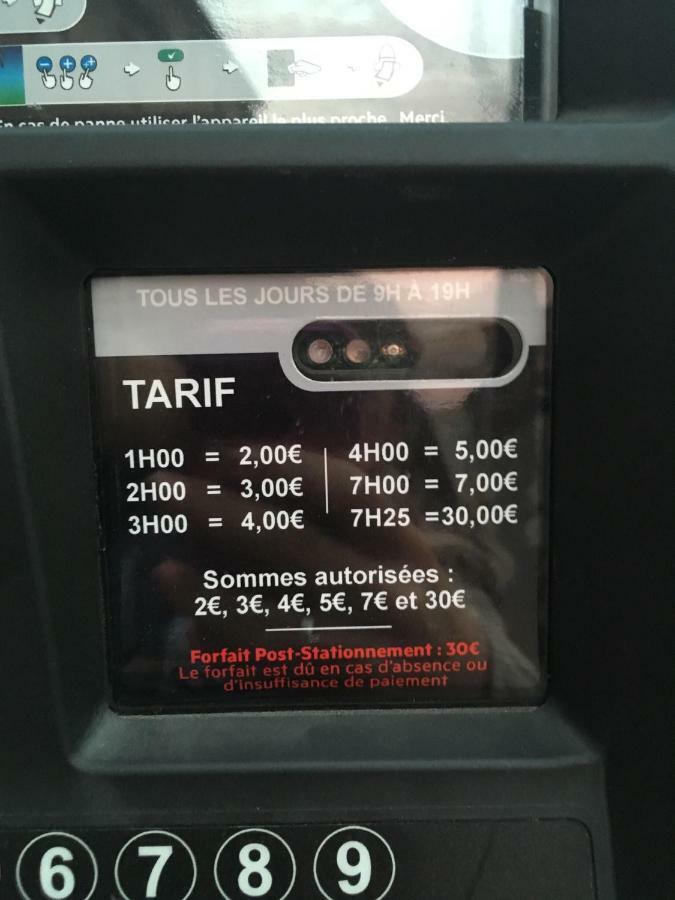 En cas de panne utiliser l'appareil le plus proche. Merci
TOUS LES JOURS DE 9H À 19H
TARIF
1H00 = 2,00€
2H00 = 3,00€
3H00 = 4,00€
4H00 = 5,00€
7H00 = 7,00€
7H25 =30,00€
Sommes autorisées :
2€, 3€, 4€, 5€, 7€ et 30€
Forfait Post-Stationnement : 30€
Le forfait est dû en cas d'absence ou
d'insuffisance de paiement
6 7 8 9